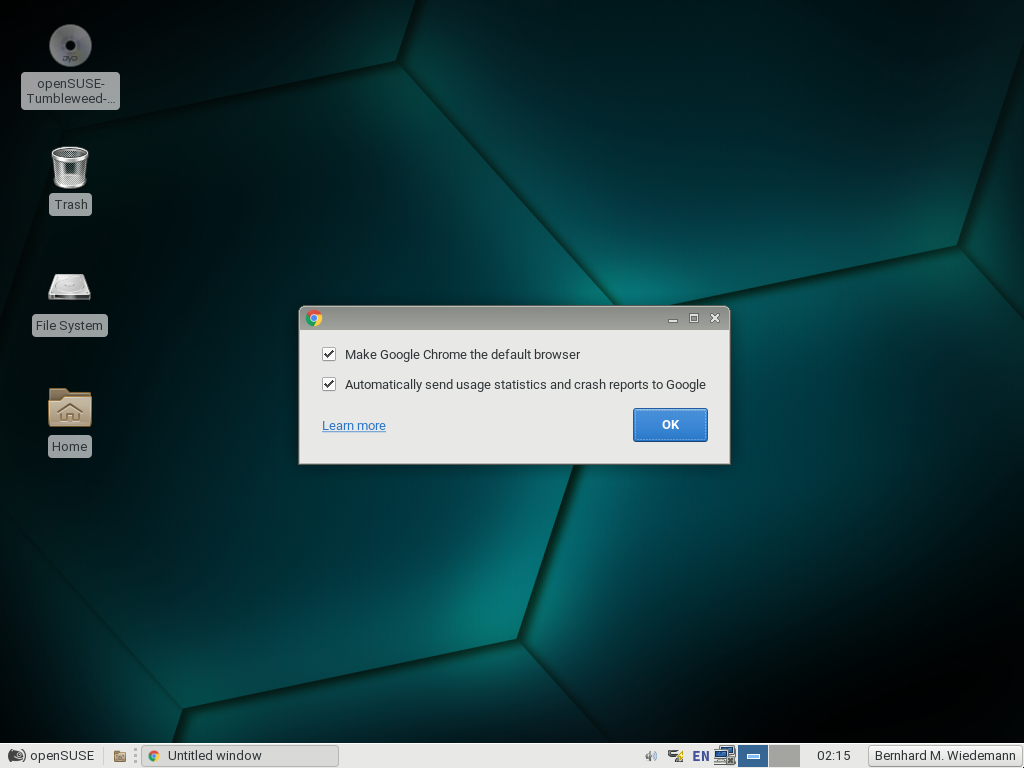 DVD
openSUSE-
Tumbleweed-...
Trash
File System
Home
Make Google Chrome the default browser
Automatically send usage statistics and crash reports to Google
Learn more
OK
openSUSE
Untitled window
EN
02:15
Bernhard M. Wiedemann